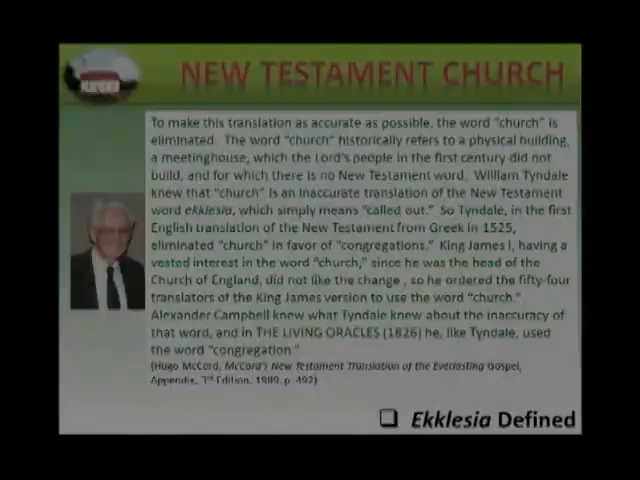 NEW TESTAMENT CHURCH
To make this translation as accurate as possible, the word "church" is
eliminated. The word "church" historically refers to a physical building,
a meetinghouse, which the Lord's people in the first century did not
build, and for which there is no New Testament word. William Tyndale
knew that "church" is an inaccurate translation of the New Testament
word ekklesia, which simply means "called out." So Tyndale, in the first
English translation of the New Testament from Greek in 1525,
eliminated "church" in favor of "congregations." King James I, having a
vested interest in the word "church," since he was the head of the
Church of England, did not like the change, so he ordered the fifty-four
translators of the King James version to use the word "church."
Alexander Campbell knew what Tyndale knew about the inaccuracy of
that word, and in THE LIVING ORACLES (1826) he, like Tyndale, used
the word "congregation"
(Hugo McCord, McCord's New Testament Translation of the Everlasting Gospel,
Appendix, 3rd Edition, 1989, p. 492)
Ekklesia Defined